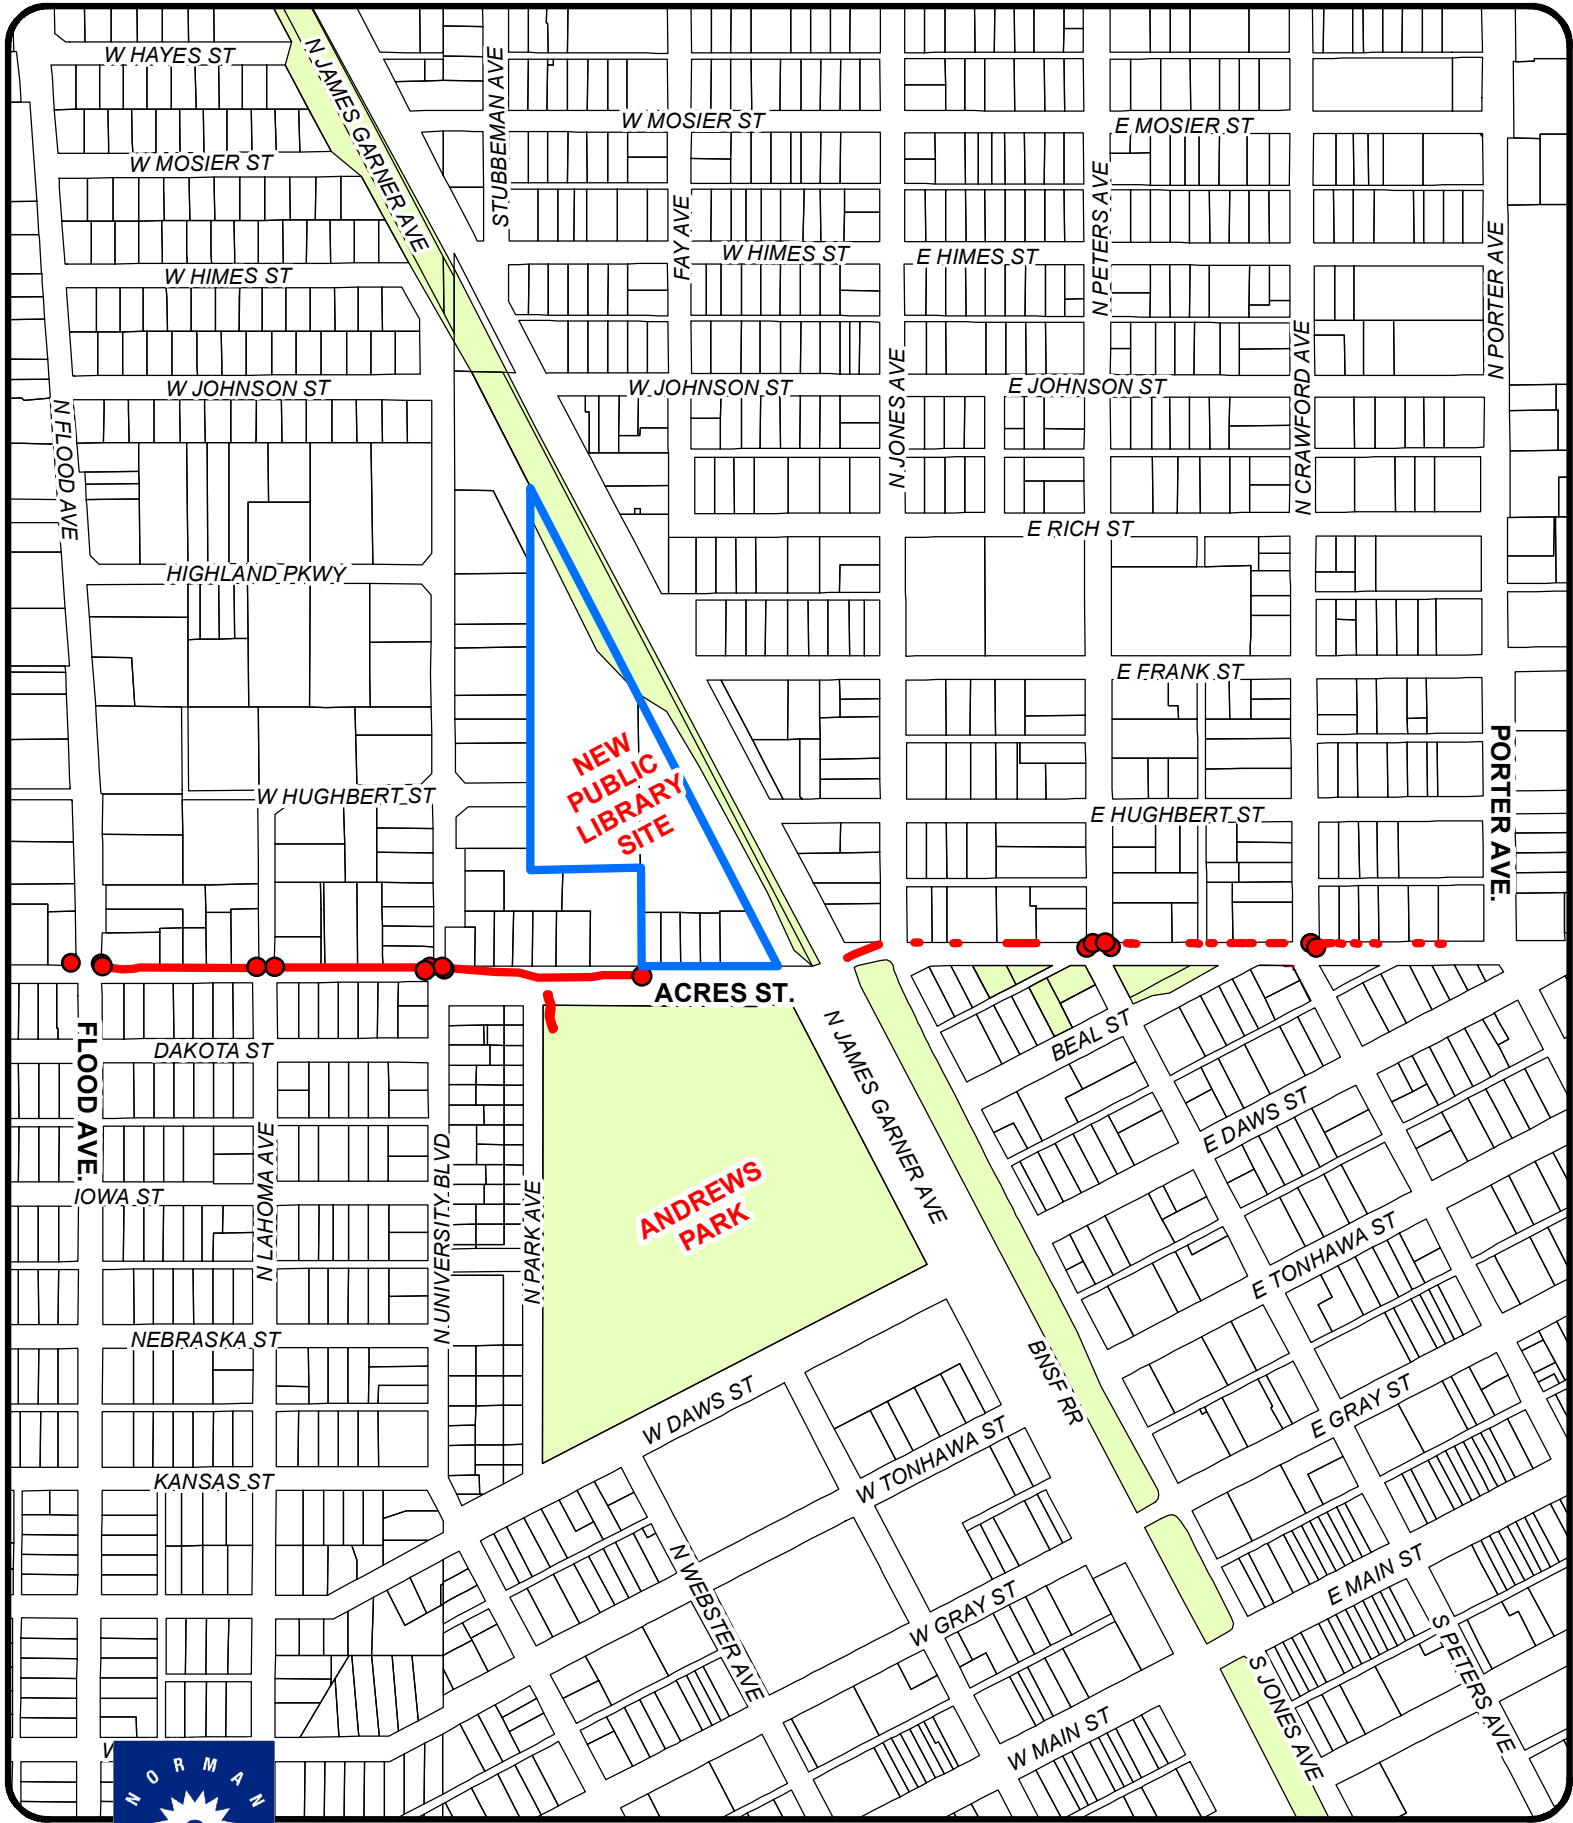 W HAYES ST
N JAMES GARNER AVE
STUBBEMAN AVE
W MOSIER ST
E MOSIER ST
W MOSIER ST
FAY AVE
N PETERS AVE
N PORTER AVE
W HIMES ST
E HIMES ST
W HIMES ST
W JOHNSON ST
W JOHNSON ST
E JOHNSON ST
N JONES AVE
N CRAWFORD AVE
N FLOOD AVE
E RICH ST
HIGHLAND PKWY
E FRANK ST
NEW
PUBLIC
LIBRARY
SITE
PORTER AVE.
W HUGHBERT ST
E HUGHBERT ST
ACRES ST.
FLOOD AVE.
DAKOTA ST
N JAMES GARNER AVE
BEAL ST
E DAWS ST
N LAHOMA AVE
N UNIVERSITY BLVD
N PARK AVE
ANDREWS
PARK
IOWA ST
E TONHAWA ST
NEBRASKA ST
BNSF RR
W DAWS ST
E GRAY ST
W TONHAWA ST
KANSAS ST
N WEBSTER AVE
W GRAY ST
E MAIN ST
S PETERS AVE
S JONES AVE
W MAIN ST
W
NORMAN